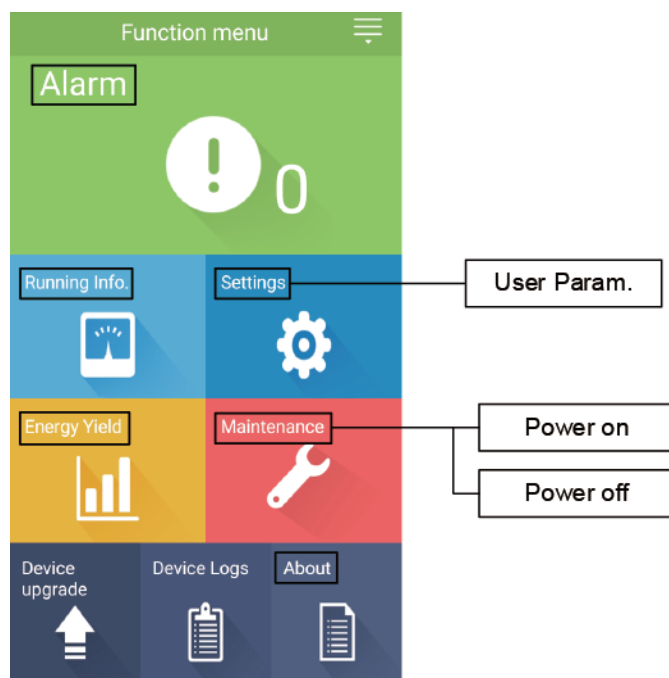 Function menu
Alarm
0
Running Info.
Settings
User Param.
Energy Yield
Maintenance
Power on
Power off
Device
upgrade
Device Logs
About